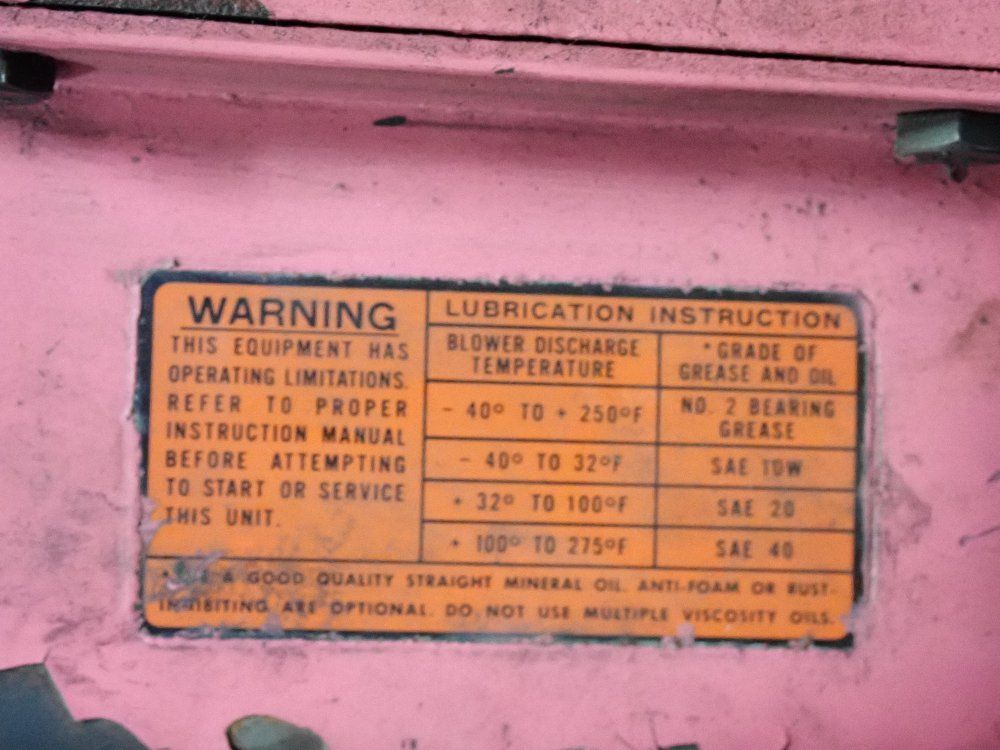 WARNING
THIS EQUIPMENT HAS
OPERATING LIMITATIONS.
REFER TO PROPER
INSTRUCTION MANUAL
BEFORE ATTEMPTING
TO START OR SERVICE
THIS UNIT.
LUBRICATION INSTRUCTION
BLOWER DISCHARGE
TEMPERATURE
*GRADE OF
GREASE AND OIL
- 40° TO + 250°F
NO. 2 BEARING
GREASE
- 40° TO 32°F
SAE 10W
+ 32° TO 100°F
SAE 20
+ 100° TO 275°F
SAE 40
A GOOD QUALITY STRAIGHT MINERAL OIL. ANTI-FOAM OR RUST-
INHIBITING ARE OPTIONAL. DO NOT USE MULTIPLE VISCOSITY OILS.